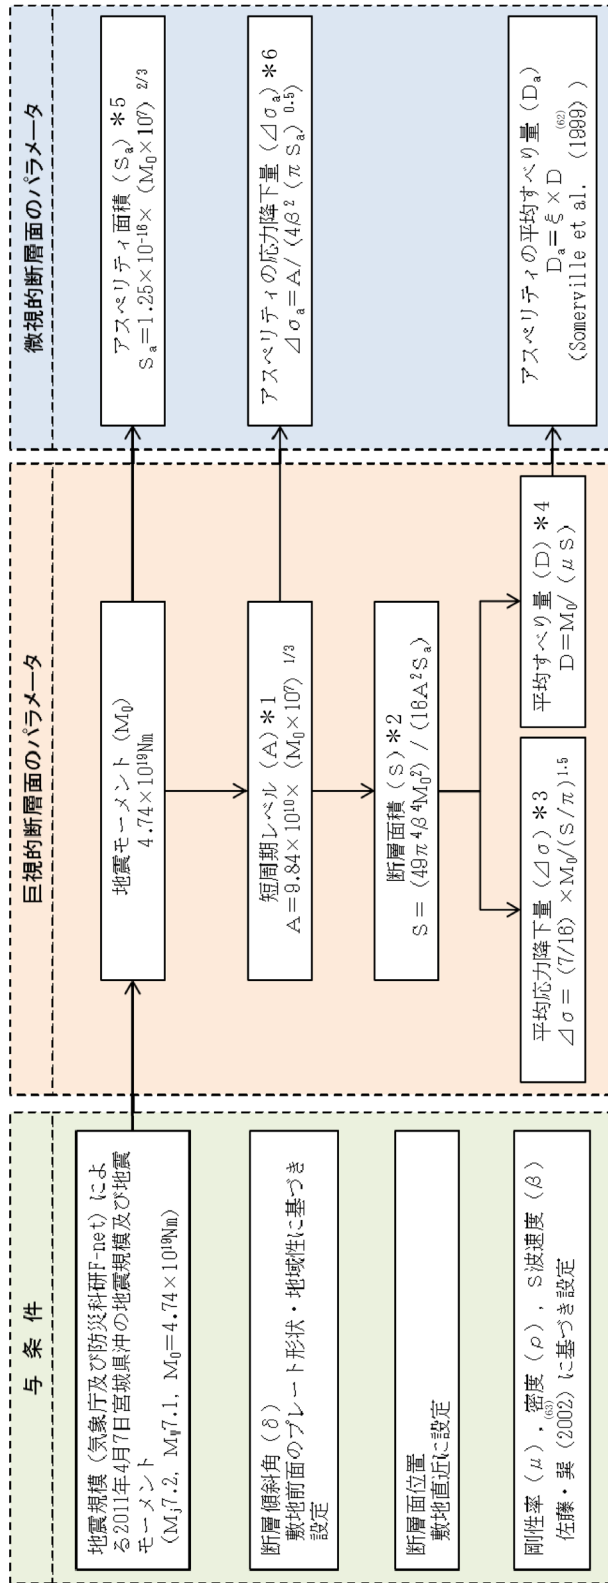 与 条 件
地震規模 (気象庁及び防災科研F-net) によ
る2011年4月7日宮城県沖の地震規模及び地震
モーメント
(Mj7.2, Mw7.1, M₀=4.74×10¹⁹Nm)
断層傾斜角 (δ)
敷地前面のプレート形状・地域性に基づき
設定
断層面位置
敷地直近に設定
剛性率 (μ) , 密度 (ρ) , S波速度 (β)
佐藤・巽 (2002) ⁽⁶³⁾ に基づき設定
巨視的断層面のパラメータ
地震モーメント (M₀)
4.74×10¹⁹Nm
短周期レベル (A) *1
A=9.84×10¹⁰× (M₀×10⁷) ^1/3
断層面積 (S) *2
S= (49π⁴β⁴M₀²) / (16A²Sₐ)
平均応力降下量 (Δσ) *3
Δσ= (7/16) ×M₀/(S/π)^1.5
平均すべり量 (D) *4
D=M₀/ (μS)
微視的断層面のパラメータ
アスペリティ面積 (Sₐ) *5
Sₐ=1.25×10⁻¹⁶× (M₀×10⁷) ^2/3
アスペリティの応力降下量 (Δσₐ) *6
Δσₐ=A/ (4β² (πSₐ) ^0.5)
アスペリティの平均すべり量 (Dₐ)
Dₐ=ξ×D
(Somerville et al. (1999) ⁽⁶²⁾ )